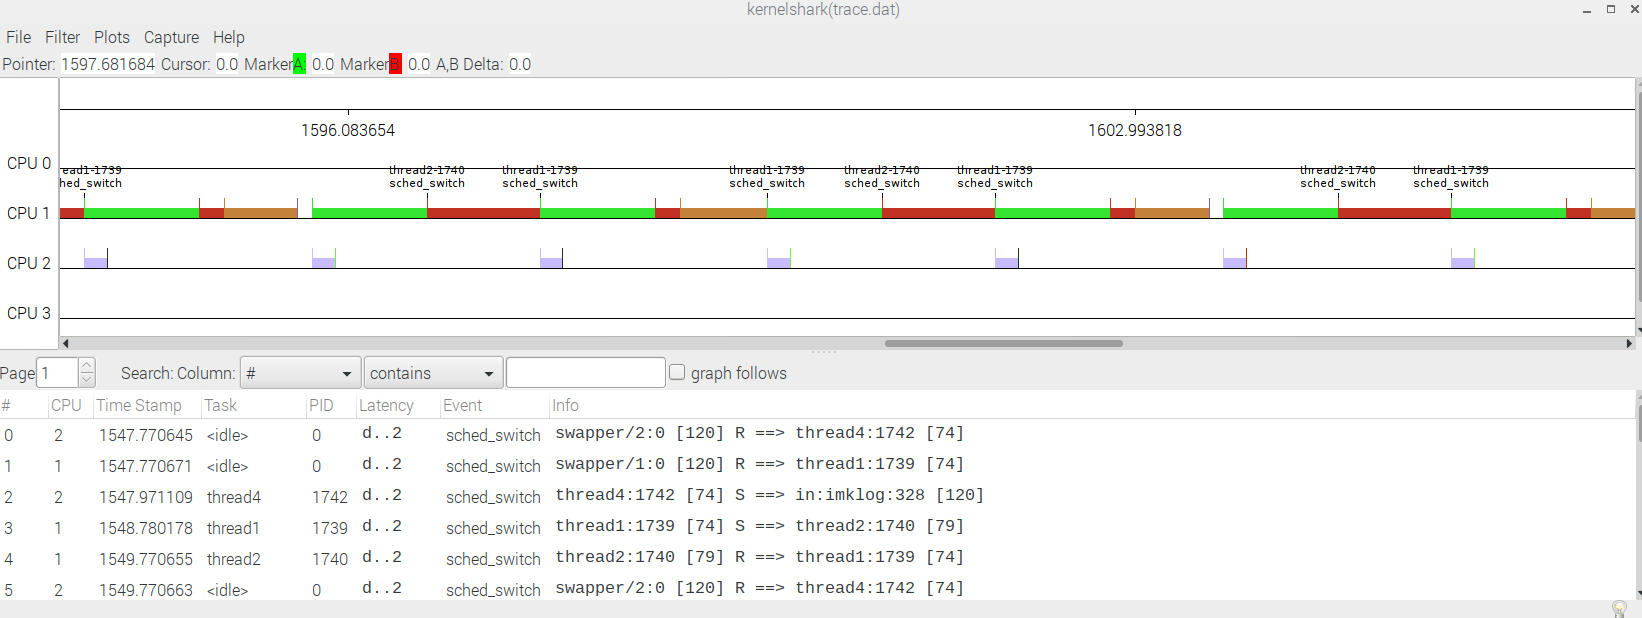 kernelshark(trace.dat)
File Filter Plots Capture Help
Pointer: 1597.681684 Cursor: 0.0 MarkerA: 0.0 Marker 0.0 A,B Delta: 0.0
1596.083654 1602.993818
CPU 0
ead1-1739 thread2-1740 thread1-1739 thread1-1739 thread2-1740 thread1-1739 thread2-1740 thread1-1739
hed_switch sched_switch sched_switch sched_switch sched_switch sched_switch sched_switch sched_switch
CPU 1
CPU 2
CPU 3
Page 1 Search: Column: # contains graph follows
# CPU Time Stamp Task PID Latency Event Info
0 2 1547.770645 <idle> 0 d..2 sched_switch swapper/2:0 [120] R ==> thread4:1742 [74]
1 1 1547.770671 <idle> 0 d..2 sched_switch swapper/1:0 [120] R ==> thread1:1739 [74]
2 2 1547.971109 thread4 1742 d..2 sched_switch thread4:1742 [74] S ==> in:imklog:328 [120]
3 1 1548.780178 thread1 1739 d..2 sched_switch thread1:1739 [74] S ==> thread2:1740 [79]
4 1 1549.770655 thread2 1740 d..2 sched_switch thread2:1740 [79] R ==> thread1:1739 [74]
5 2 1549.770663 <idle> 0 d..2 sched_switch swapper/2:0 [120] R ==> thread4:1742 [74]